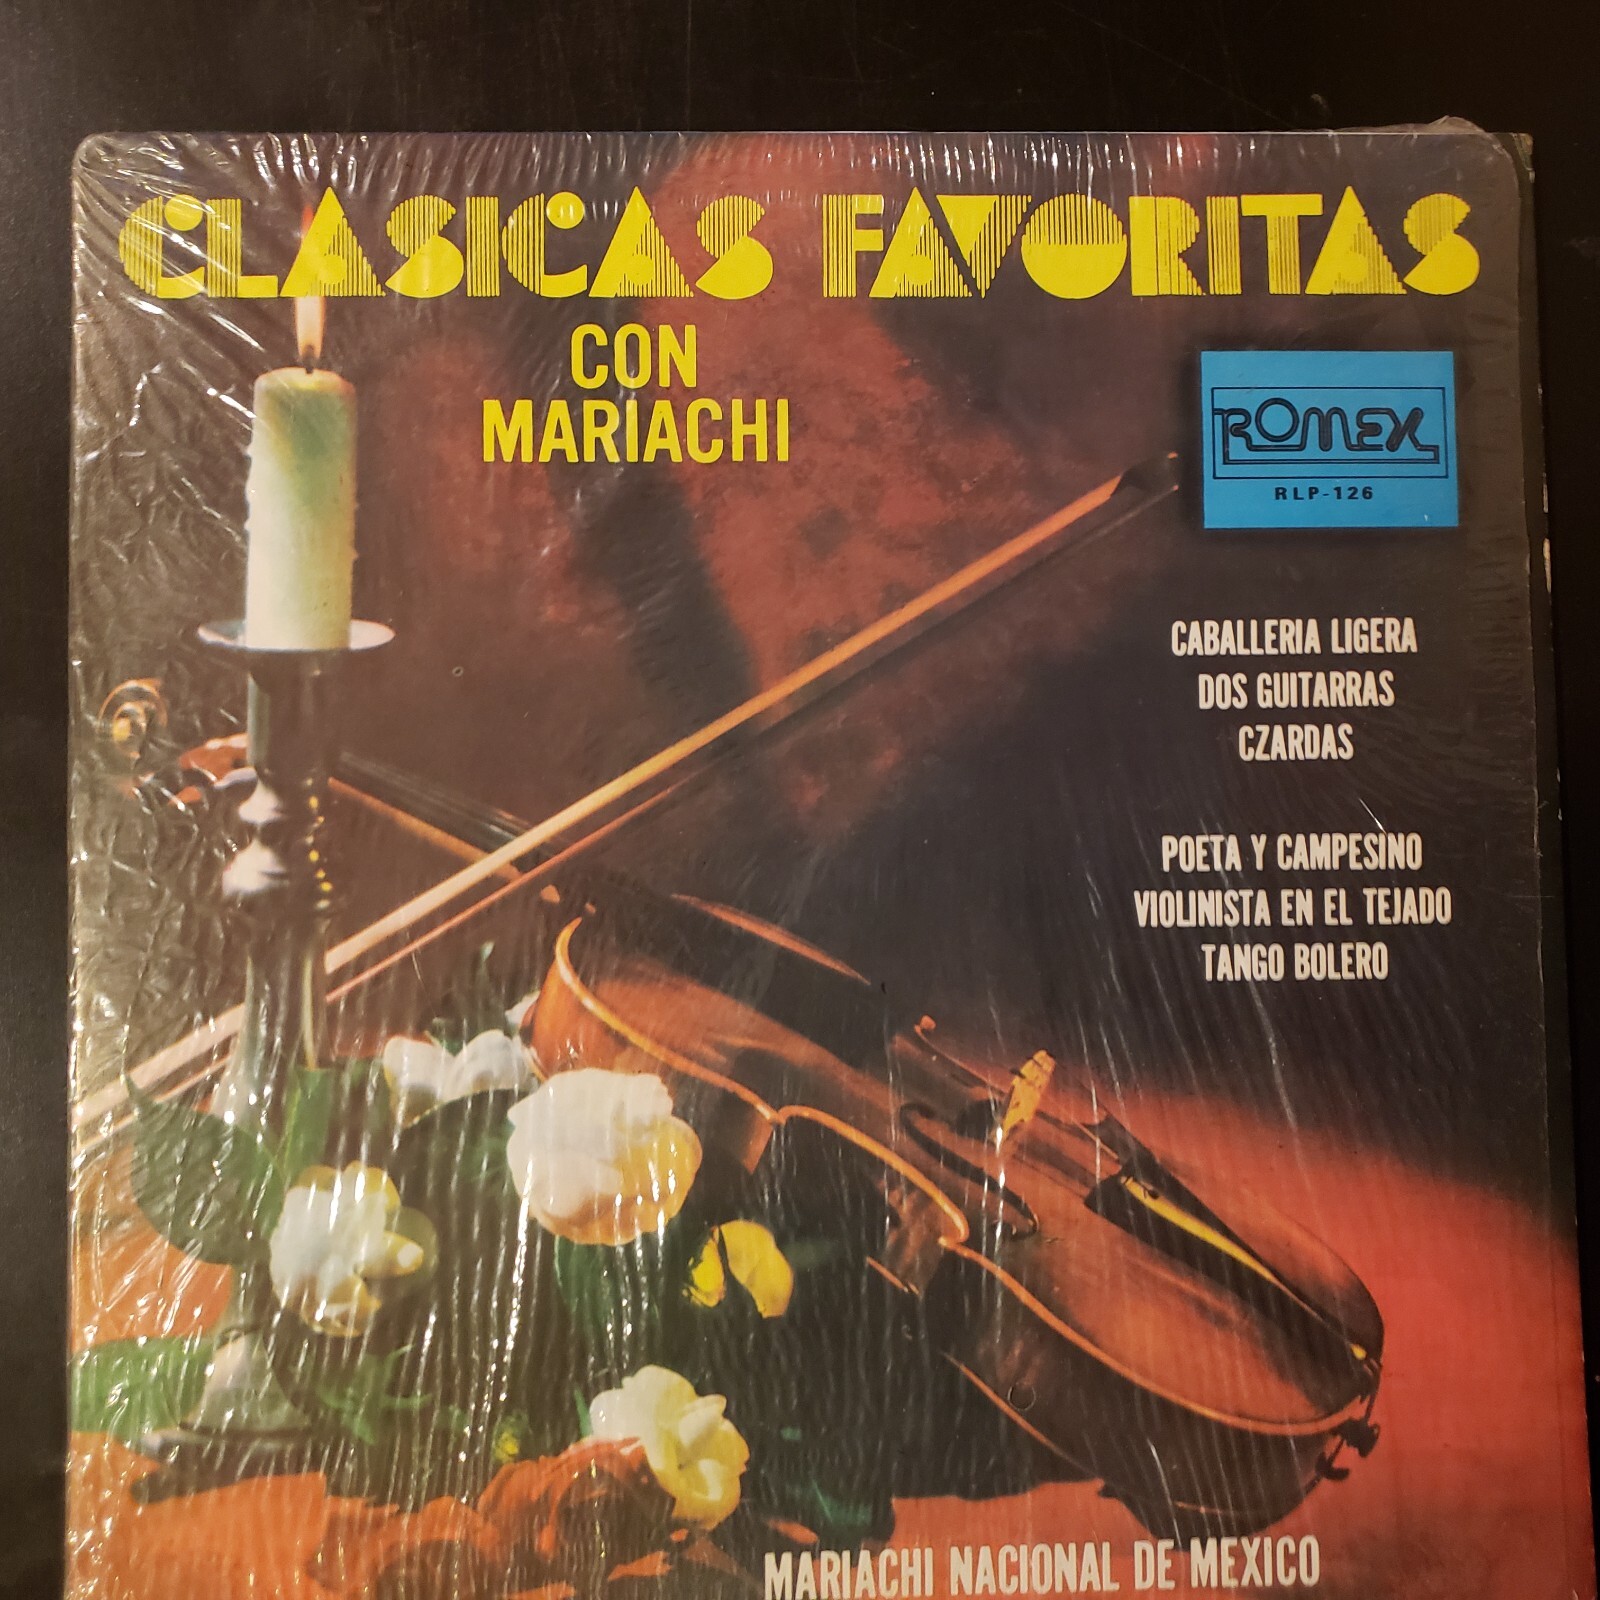 CLASICAS FAVORITAS
CON
MARIACHI
ROMEX
RLP-126
CABALLERIA LIGERA
DOS GUITARRAS
CZARDAS
POETA Y CAMPESINO
VIOLINISTA EN EL TEJADO
TANGO BOLERO
MARIACHI NACIONAL DE MEXICO